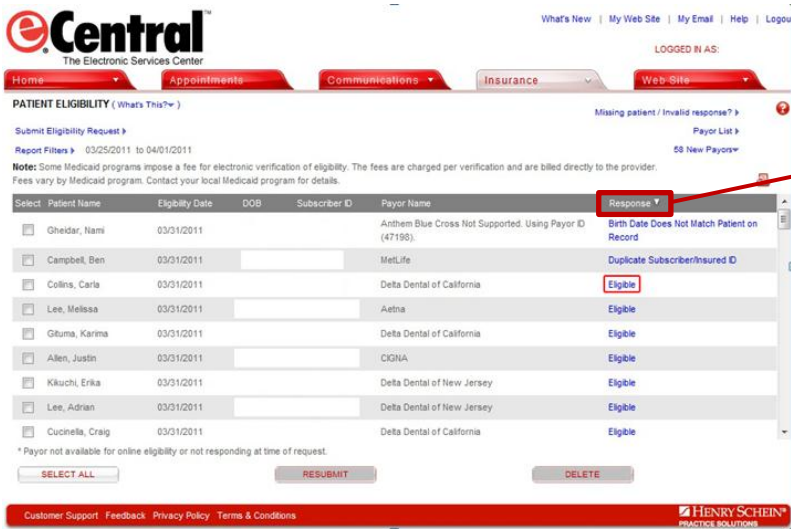 What's New | My Web Site | My Email | Help | Logou
e.Central™
The Electronic Services Center
LOGGED IN AS:
Home Appointments Communications Insurance Web Site
PATIENT ELIGIBILITY ( What's This? )
Missing patient / Invalid response?
Submit Eligibility Request
Payor List
Report Filters 03/25/2011 to 04/01/2011
58 New Payors
Note: Some Medicaid programs impose a fee for electronic verification of eligibility. The fees are charged per verification and are billed directly to the provider.
Fees vary by Medicaid program. Contact your local Medicaid program for details.
Select Patient Name Eligibility Date DOB Subscriber ID Payor Name Response
Gheidar, Nami 03/31/2011 Anthem Blue Cross Not Supported. Using Payor ID (47198). Birth Date Does Not Match Patient on Record
Campbell, Ben 03/31/2011 MetLife Duplicate Subscriber/Insured ID
Collins, Carla 03/31/2011 Delta Dental of California Eligible
Lee, Melissa 03/31/2011 Aetna Eligible
Gituma, Karima 03/31/2011 Delta Dental of California Eligible
Allen, Justin 03/31/2011 CIGNA Eligible
Kikuchi, Erika 03/31/2011 Delta Dental of New Jersey Eligible
Lee, Adrian 03/31/2011 Delta Dental of New Jersey Eligible
Cucinella, Craig 03/31/2011 Delta Dental of California Eligible
* Payor not available for online eligibility or not responding at time of request.
SELECT ALL RESUBMIT DELETE
Customer Support Feedback Privacy Policy Terms & Conditions
HENRY SCHEIN®
PRACTICE SOLUTIONS